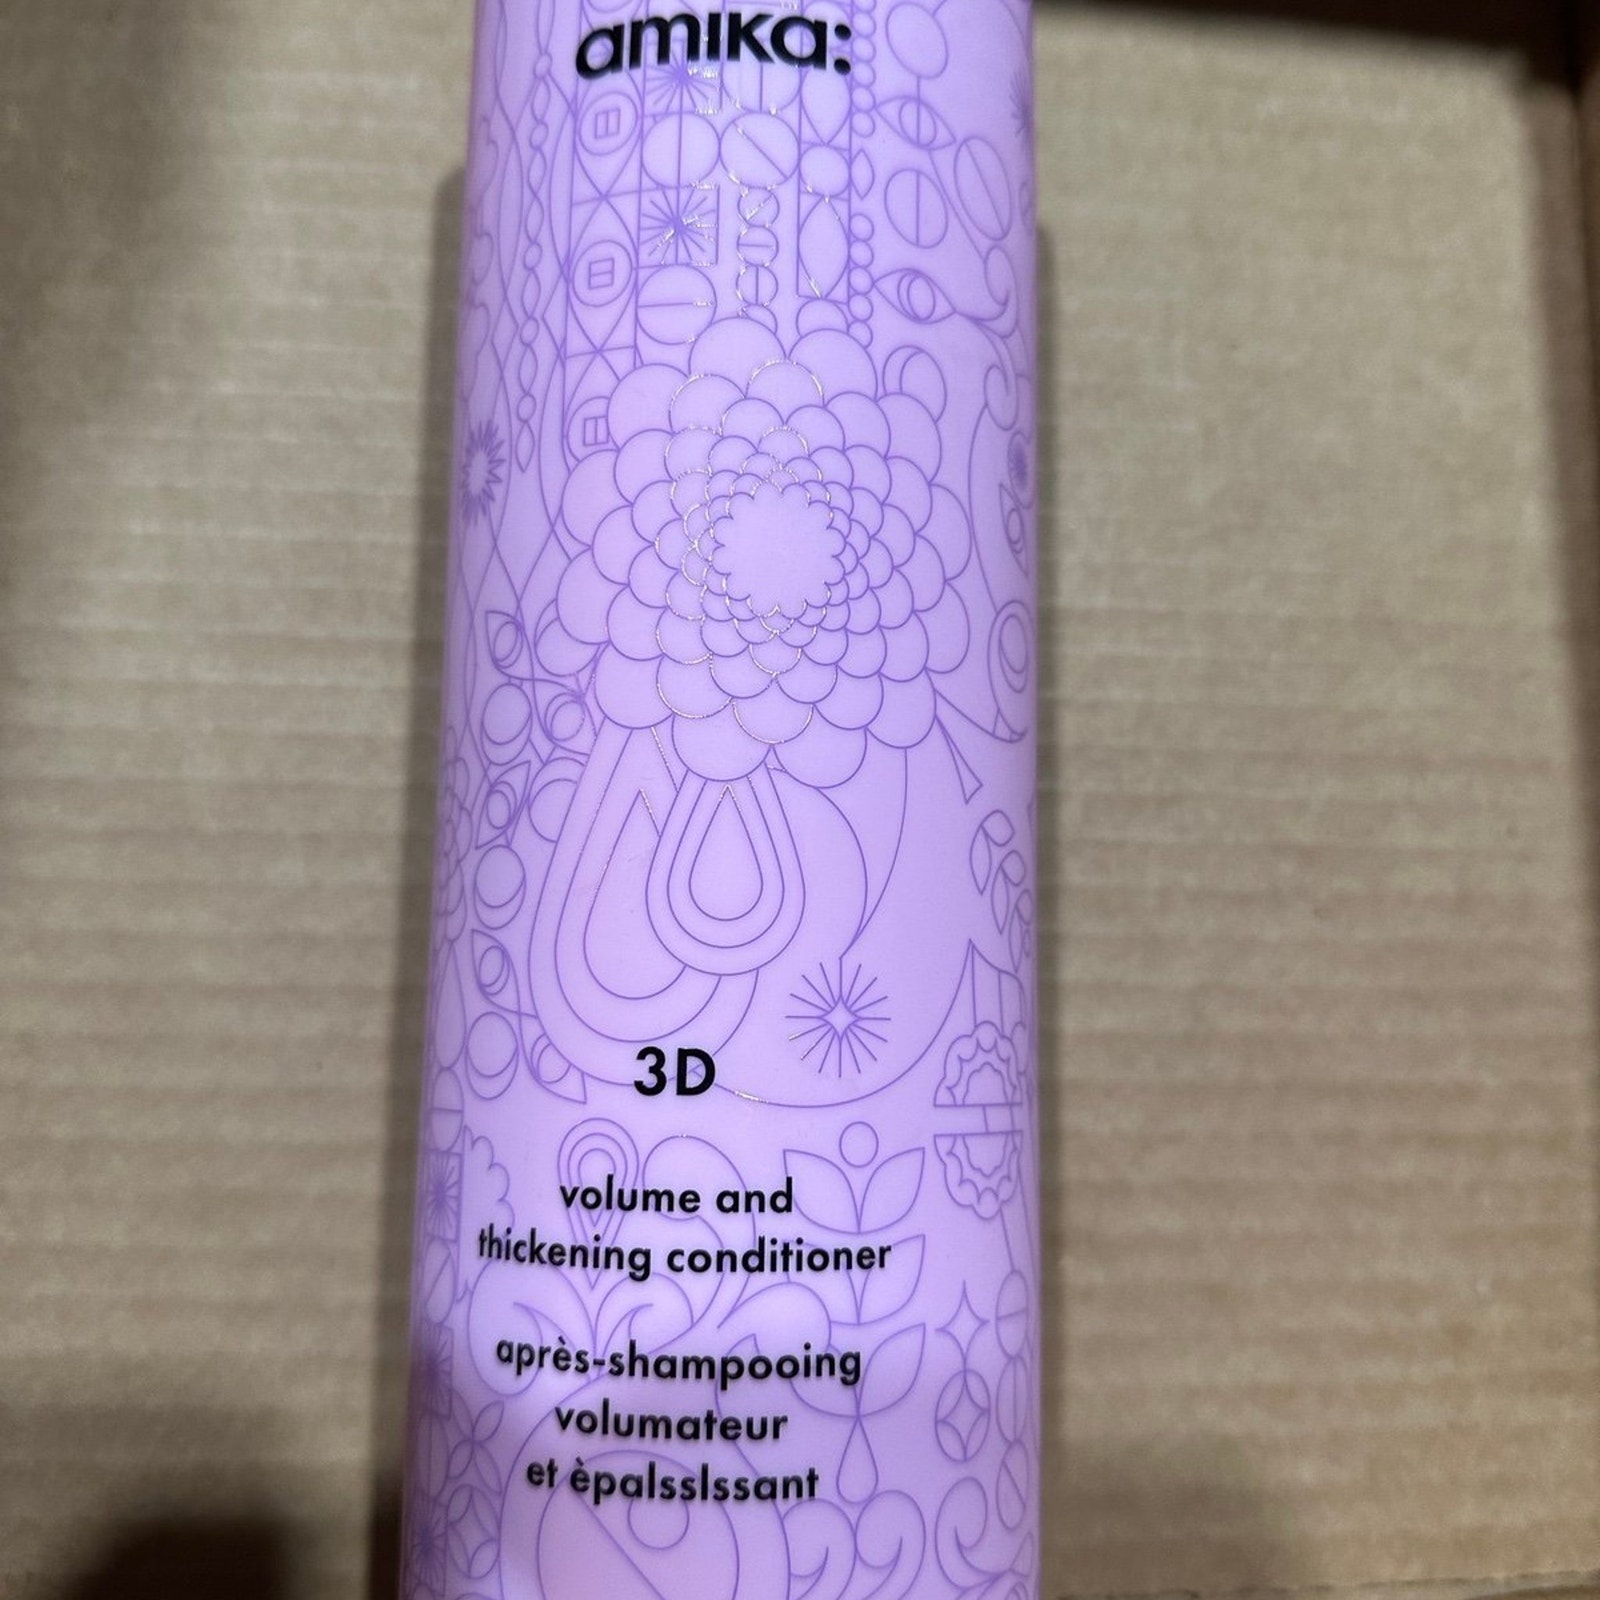 amika:
3D
volume and
thickening conditioner
après-shampooing
volumateur
et èpalsslssant